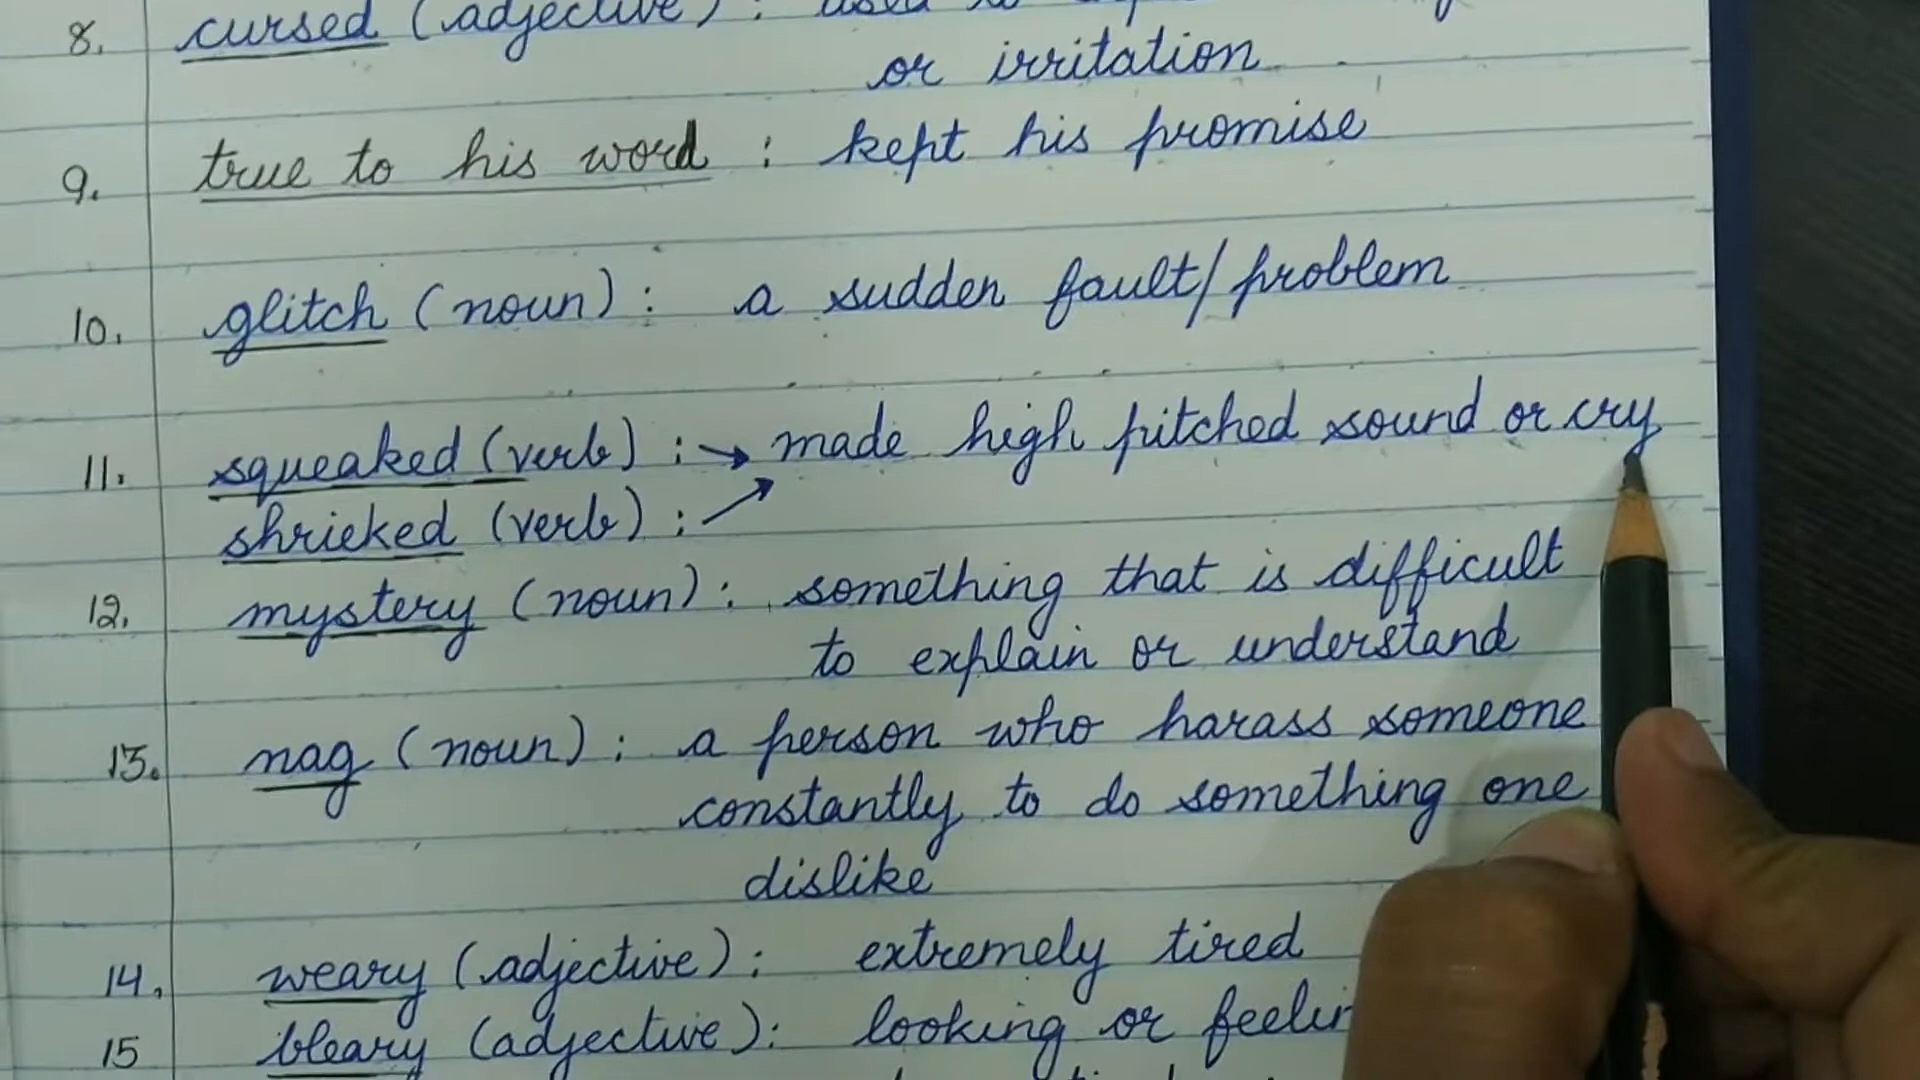 8. cursed (adjective) : used to
or irritation
9. true to his word : kept his promise
10. glitch (noun) : a sudden fault/problem
11. squeaked (verb) : → made high pitched sound or cry
shrieked (verb) :
12. mystery (noun) : something that is difficult
to explain or understand
13. nag (noun) : a person who harass someone
constantly to do something one
dislike
14. weary (adjective) : extremely tired
15 bleary (adjective) : looking or